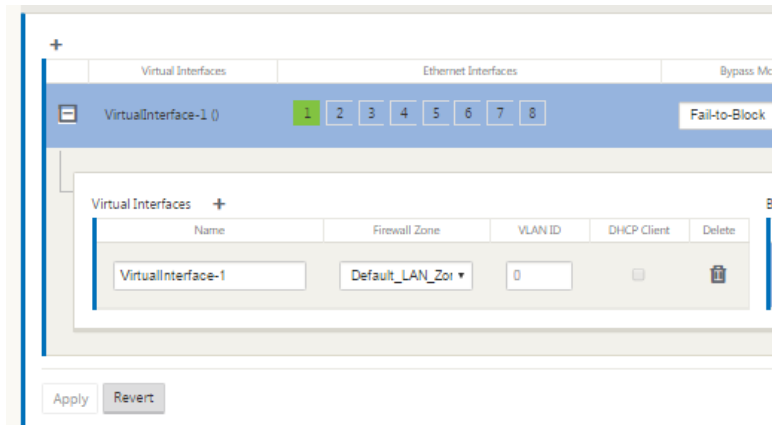 +
Virtual Interfaces Ethernet Interfaces Bypass Mo
VirtualInterface-1 () 1 2 3 4 5 6 7 8 Fail-to-Block
Virtual Interfaces + B
Name Firewall Zone VLAN ID DHCP Client Delete
VirtualInterface-1 Default_LAN_Zor 0
Apply Revert